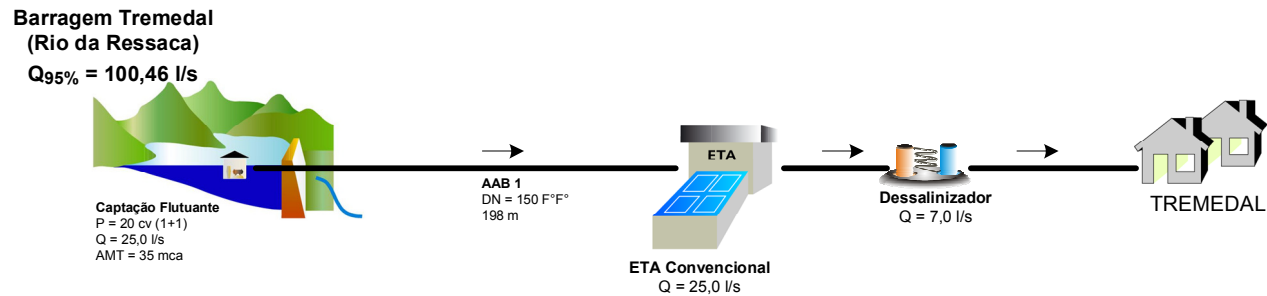 Barragem Tremedal
(Rio da Ressaca)
Q95% = 100,46 l/s
Captação Flutuante
P = 20 cv (1+1)
Q = 25,0 l/s
AMT = 35 mca
AAB 1
DN = 150 F°F°
198 m
ETA
ETA Convencional
Q = 25,0 l/s
Dessalinizador
Q = 7,0 l/s
TREMEDAL